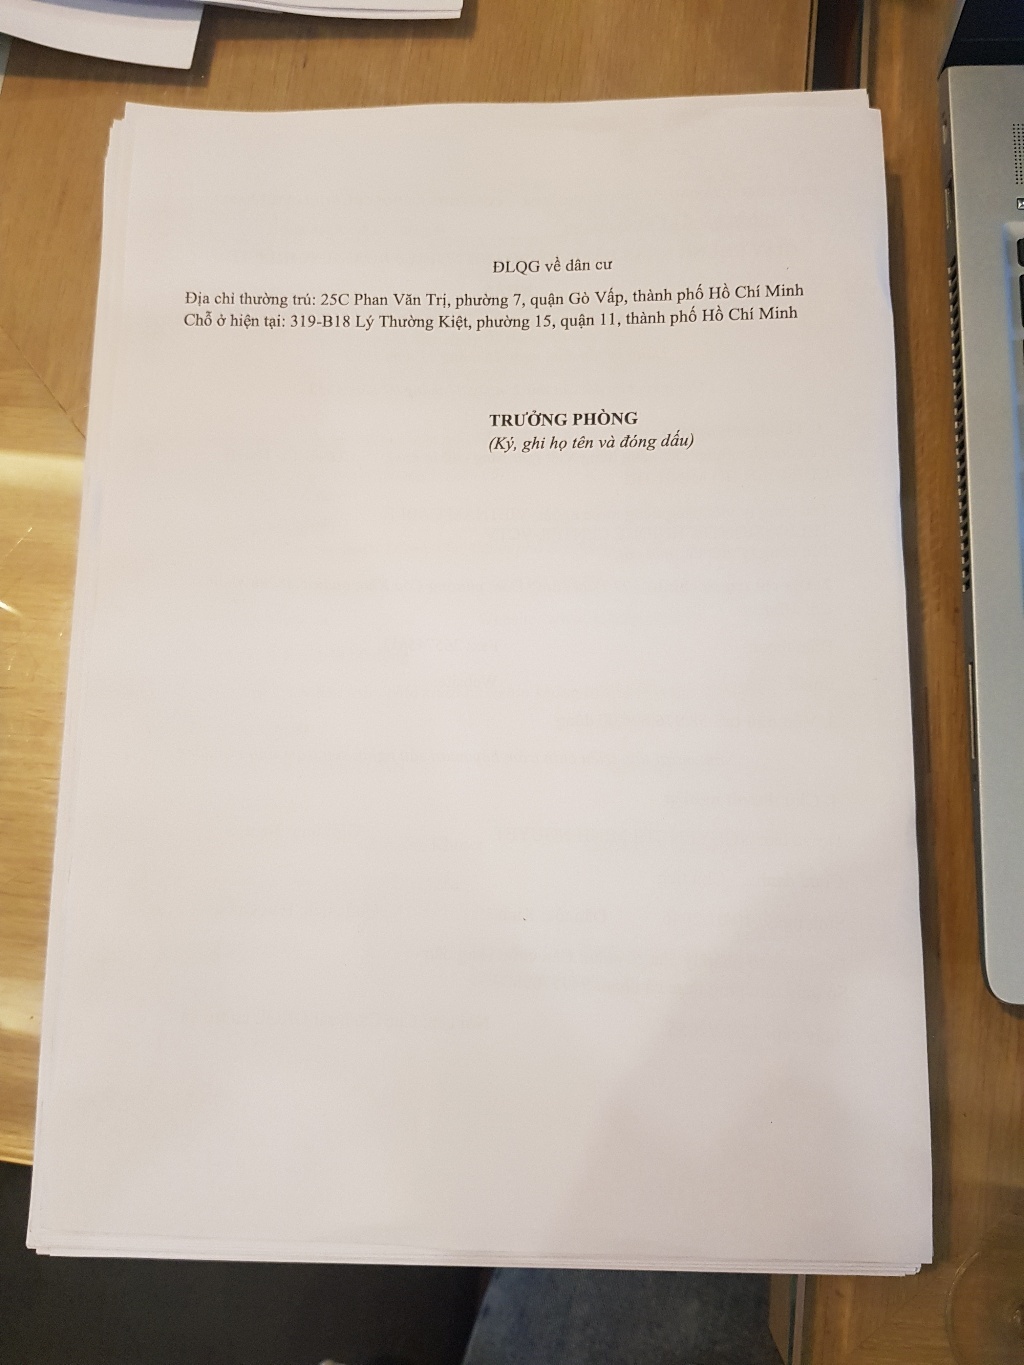 ĐLQG về dân cư
Địa chỉ thường trú: 25C Phan Văn Trị, phường 7, quận Gò Vấp, thành phố Hồ Chí Minh
Chỗ ở hiện tại: 319-B18 Lý Thường Kiệt, phường 15, quận 11, thành phố Hồ Chí Minh
TRƯỞNG PHÒNG
(Ký, ghi họ tên và đóng dấu)